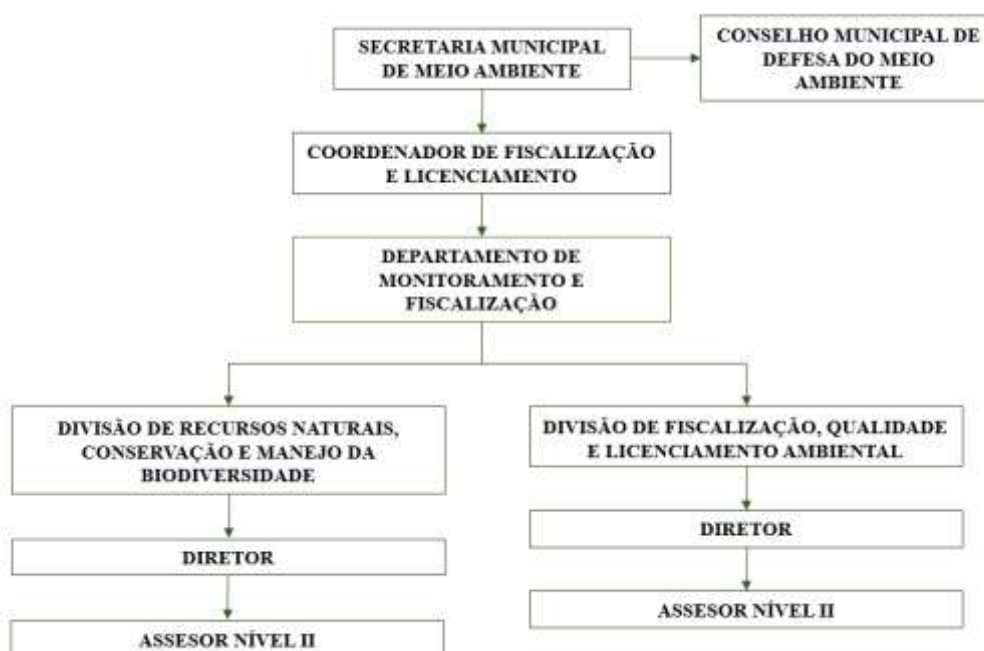 SECRETARIA MUNICIPAL
DE MEIO AMBIENTE
CONSELHO MUNICIPAL DE
DEFESA DO MEIO
AMBIENTE
COORDENADOR DE FISCALIZAÇÃO
E LICENCIAMENTO
DEPARTAMENTO DE
MONITORAMENTO E
FISCALIZAÇÃO
DIVISÃO DE RECURSOS NATURAIS,
CONSERVAÇÃO E MANEJO DA
BIODIVERSIDADE
DIRETOR
ASSESOR NÍVEL II
DIVISÃO DE FISCALIZAÇÃO, QUALIDADE
E LICENCIAMENTO AMBIENTAL
DIRETOR
ASSESOR NÍVEL II